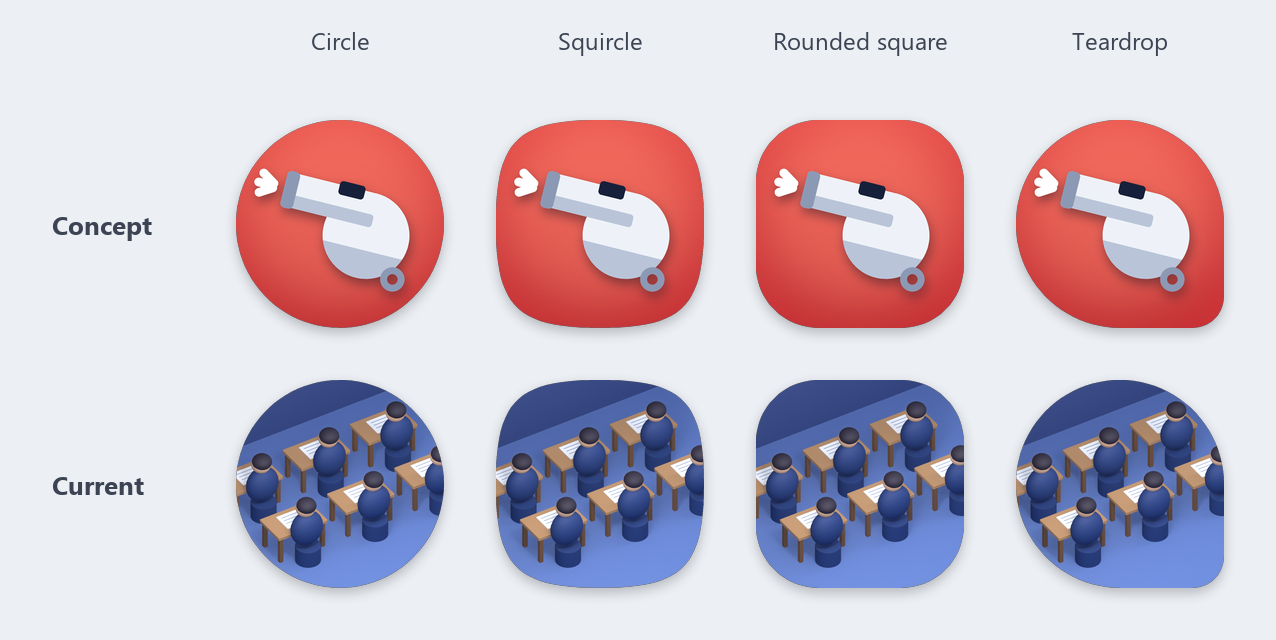 Circle
Squircle
Rounded square
Teardrop
Concept
Current